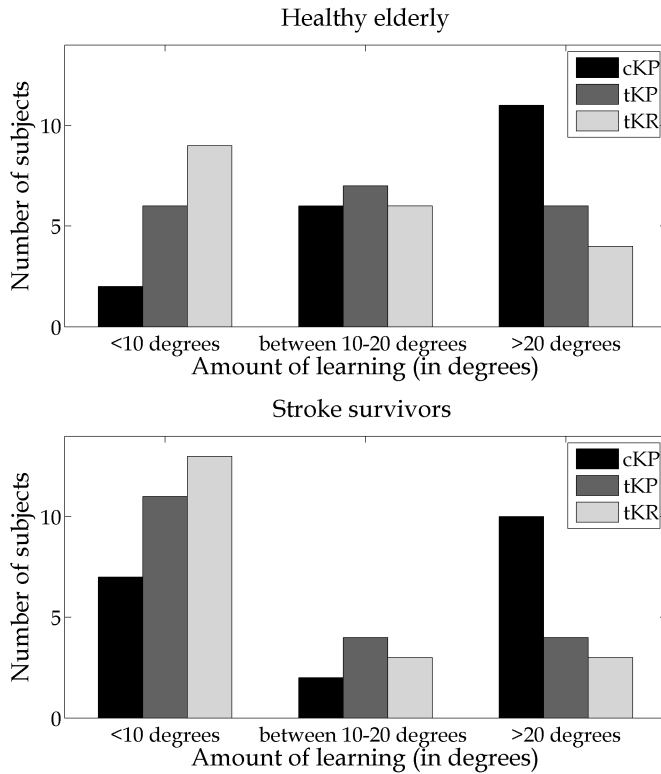 Healthy elderly
cKP
tKP
tKR
Number of subjects
10
5
0
<10 degrees between 10-20 degrees >20 degrees
Amount of learning (in degrees)
Stroke survivors
cKP
tKP
tKR
Number of subjects
10
5
0
<10 degrees between 10-20 degrees >20 degrees
Amount of learning (in degrees)